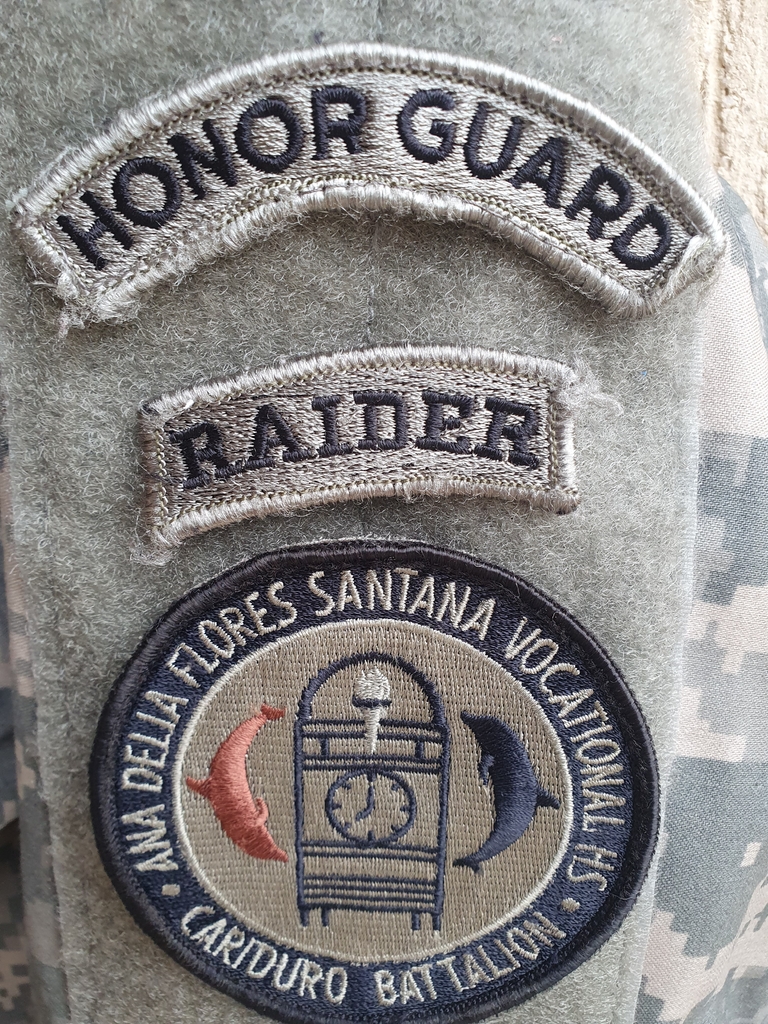 HONOR GUARD
RAIDER
ANA DELIA FLORES SANTANA VOCATIONAL HS
CARIDURO BATTALION